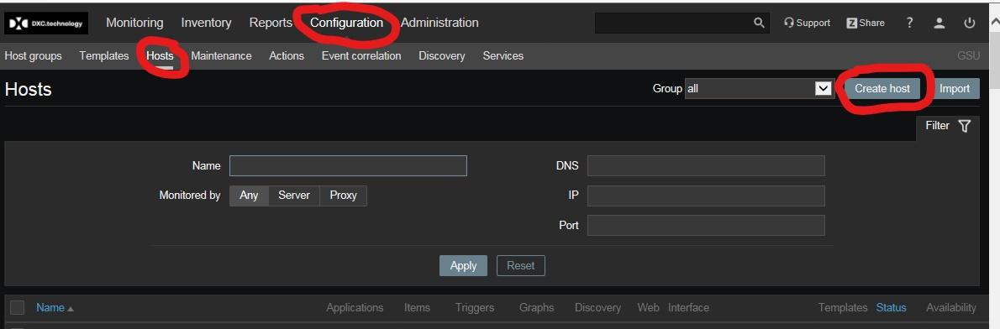 DXC.technology Monitoring Inventory Reports Configuration Administration Support Z Share ?
Host groups Templates Hosts Maintenance Actions Event correlation Discovery Services GSU
Hosts Group all Create host Import
Filter
Name DNS
Monitored by Any Server Proxy IP
Port
Apply Reset
Name Applications Items Triggers Graphs Discovery Web Interface Templates Status Availability